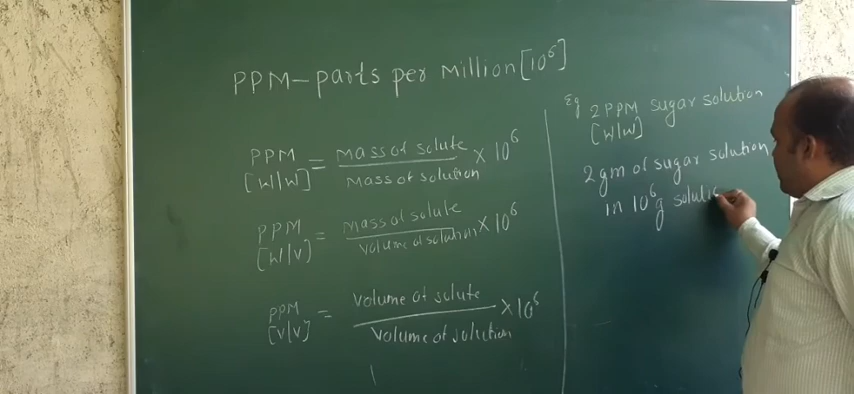 PPM-parts per Million [10⁶]
PPM [W/W] = Mass of solute / Mass of solution × 10⁶
PPM [W/V] = Mass of solute / Volume of solution × 10⁶
PPM [V/V] = Volume of solute / Volume of solution × 10⁶
Eg 2 PPM sugar solution
[W/W]
2 gm of sugar solution
in 10⁶ g soluti